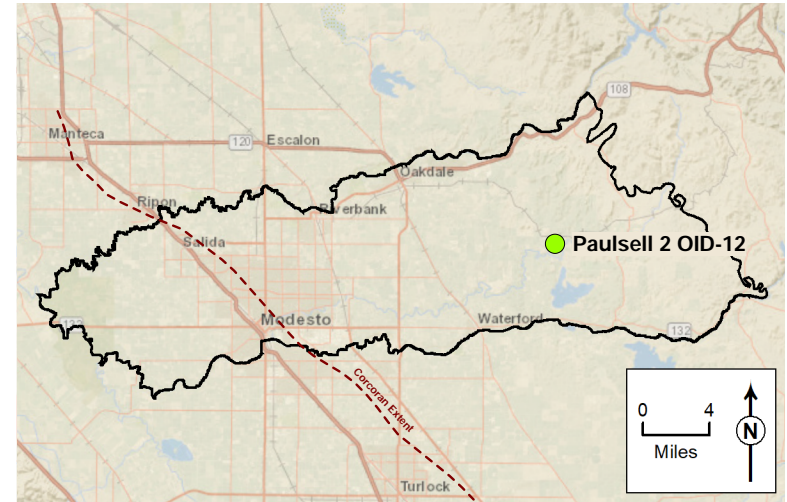 108
Manteca
120
Escalon
Oakdale
Ripon
Riverbank
Salida
Paulsell 2 OID-12
132
Modesto
Waterford
132
Corcoran Extent
0 4
Miles
N
Turlock